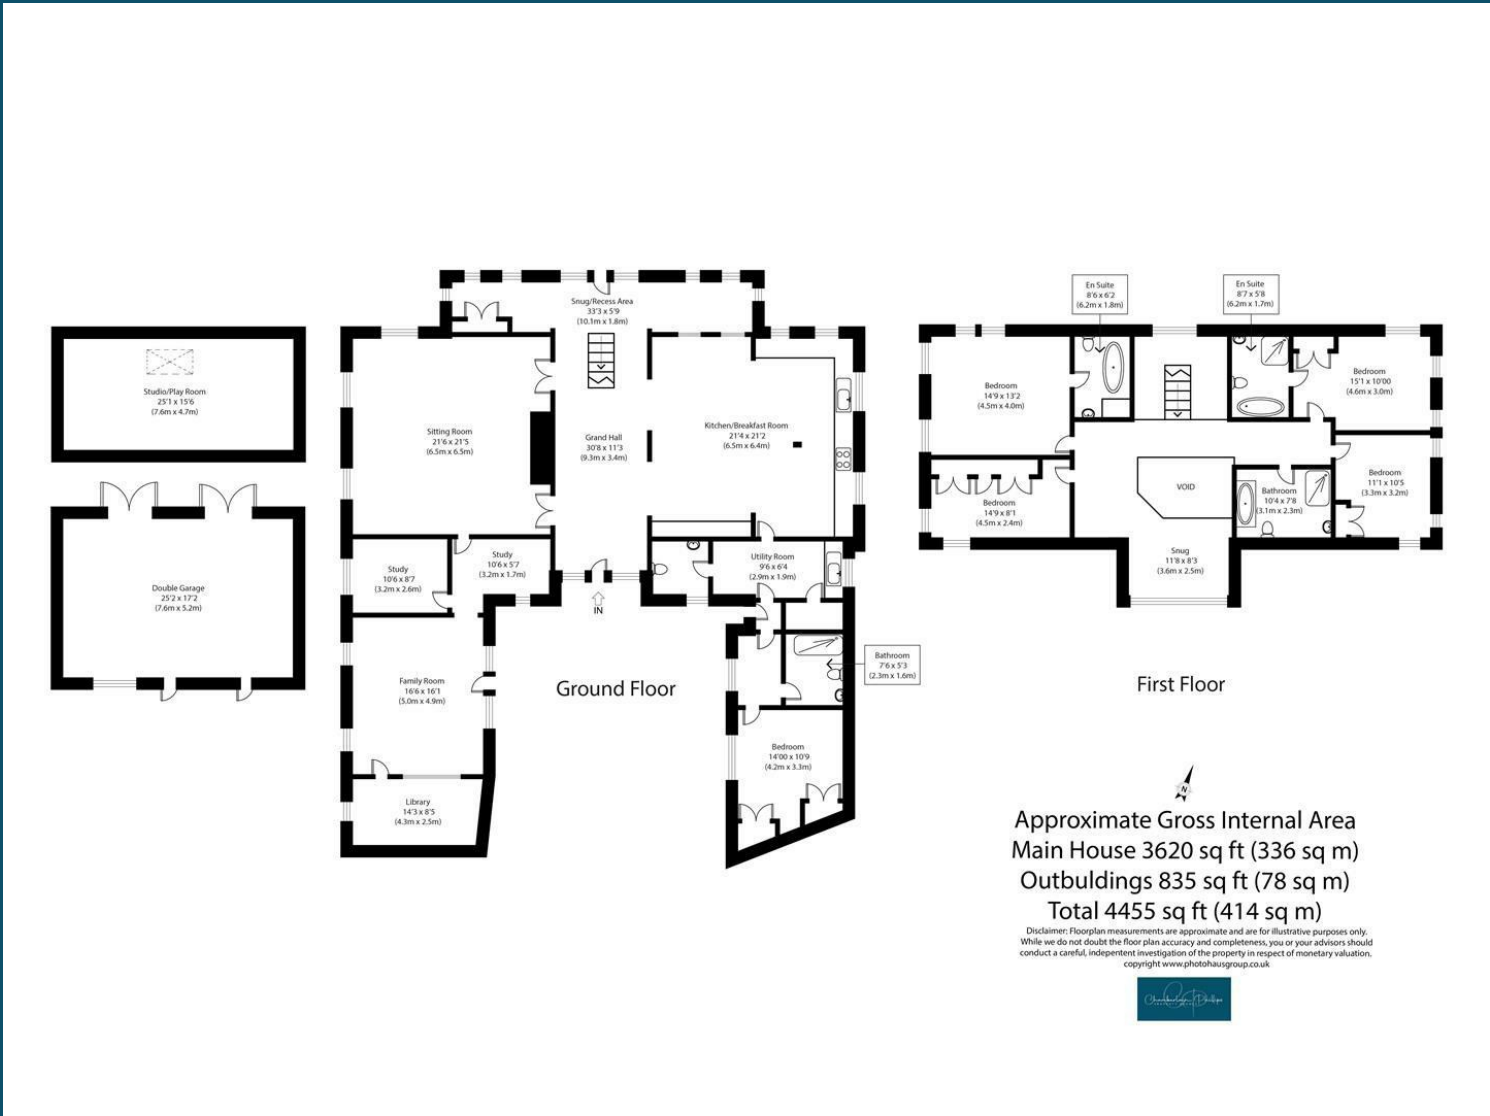 Studio/Play Room
25'1 x 15'6
(7.6m x 4.7m)
Double Garage
25'2 x 17'2
(7.6m x 5.2m)
Snug/Recess Area
33'3 x 5'9
(10.1m x 1.8m)
Sitting Room
21'6 x 21'5
(6.5m x 6.5m)
Grand Hall
30'8 x 11'3
(9.3m x 3.4m)
Kitchen/Breakfast Room
21'4 x 21'2
(6.5m x 6.4m)
Study
10'6 x 8'7
(3.2m x 2.6m)
Study
10'6 x 5'7
(3.2m x 1.7m)
Utility Room
9'6 x 6'4
(2.9m x 1.9m)
IN
Family Room
16'6 x 16'1
(5.0m x 4.9m)
Ground Floor
Bathroom
7'6 x 5'3
(2.3m x 1.6m)
Bedroom
14'00 x 10'9
(4.2m x 3.3m)
Library
14'3 x 8'5
(4.3m x 2.5m)
En Suite
8'6 x 6'2
(6.2m x 1.8m)
En Suite
8'7 x 5'8
(6.2m x 1.7m)
Bedroom
14'9 x 13'2
(4.5m x 4.0m)
Bedroom
15'1 x 10'00
(4.6m x 3.0m)
Bedroom
14'9 x 8'1
(4.5m x 2.4m)
VOID
Bathroom
10'4 x 7'8
(3.1m x 2.3m)
Bedroom
11'1 x 10'5
(3.3m x 3.2m)
Snug
11'8 x 8'3
(3.6m x 2.5m)
First Floor
N
Approximate Gross Internal Area
Main House 3620 sq ft (336 sq m)
Outbuldings 835 sq ft (78 sq m)
Total 4455 sq ft (414 sq m)
Disclaimer: Floorplan measurements are approximate and are for illustrative purposes only.
While we do not doubt the floor plan accuracy and completeness, you or your advisors should
conduct a careful, indepentent investigation of the property in respect of monetary valuation.
copyright www.photohausgroup.co.uk
Chamberlain Phillips